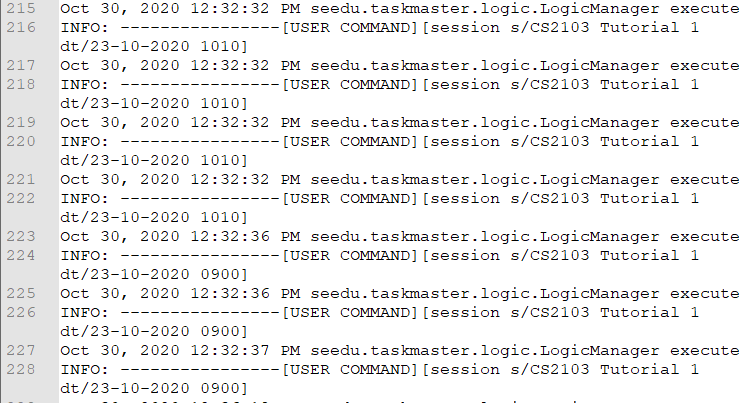 215 Oct 30, 2020 12:32:32 PM seedu.taskmaster.logic.LogicManager execute
216 INFO: ----------------[USER COMMAND][session s/CS2103 Tutorial 1
dt/23-10-2020 1010]
217 Oct 30, 2020 12:32:32 PM seedu.taskmaster.logic.LogicManager execute
218 INFO: ----------------[USER COMMAND][session s/CS2103 Tutorial 1
dt/23-10-2020 1010]
219 Oct 30, 2020 12:32:32 PM seedu.taskmaster.logic.LogicManager execute
220 INFO: ----------------[USER COMMAND][session s/CS2103 Tutorial 1
dt/23-10-2020 1010]
221 Oct 30, 2020 12:32:32 PM seedu.taskmaster.logic.LogicManager execute
222 INFO: ----------------[USER COMMAND][session s/CS2103 Tutorial 1
dt/23-10-2020 1010]
223 Oct 30, 2020 12:32:36 PM seedu.taskmaster.logic.LogicManager execute
224 INFO: ----------------[USER COMMAND][session s/CS2103 Tutorial 1
dt/23-10-2020 0900]
225 Oct 30, 2020 12:32:36 PM seedu.taskmaster.logic.LogicManager execute
226 INFO: ----------------[USER COMMAND][session s/CS2103 Tutorial 1
dt/23-10-2020 0900]
227 Oct 30, 2020 12:32:37 PM seedu.taskmaster.logic.LogicManager execute
228 INFO: ----------------[USER COMMAND][session s/CS2103 Tutorial 1
dt/23-10-2020 0900]